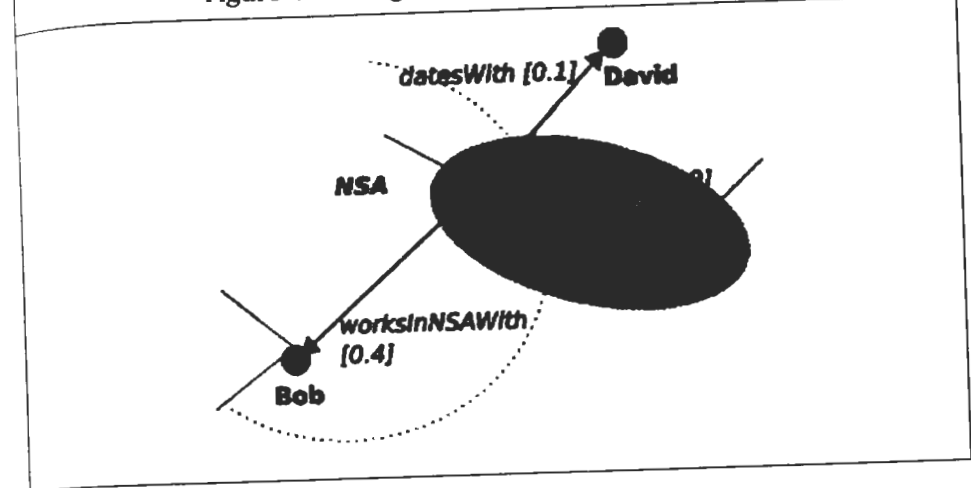 datesWith [0.1]
David
NSA
worksInNSAWith
[0.4]
Bob